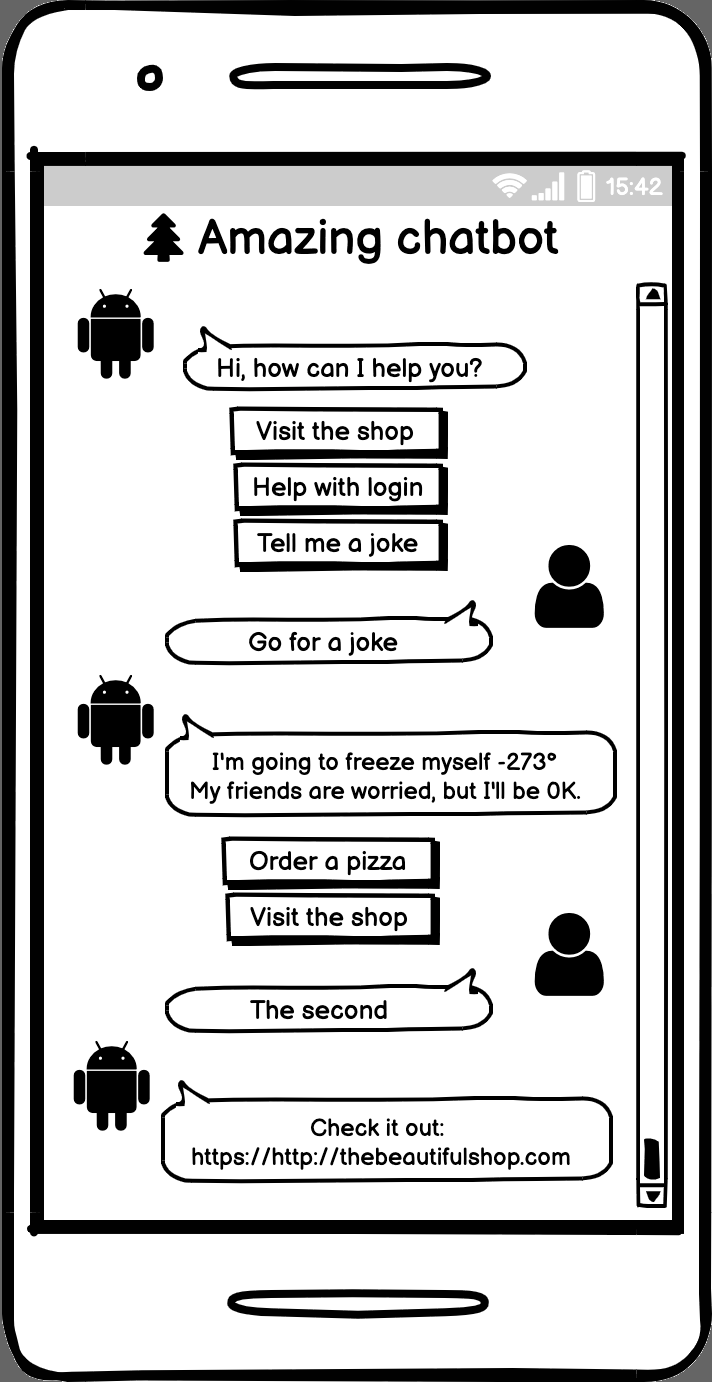 15:42
Amazing chatbot
Hi, how can I help you?
Visit the shop
Help with login
Tell me a joke
Go for a joke
I'm going to freeze myself -273°
My friends are worried, but I'll be 0K.
Order a pizza
Visit the shop
The second
Check it out:
https://http://thebeautifulshop.com